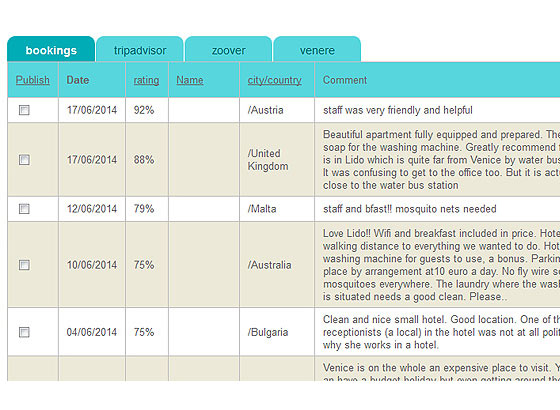 bookings tripadvisor zoover venere
Publish Date rating Name city/country Comment
17/06/2014 92% /Austria staff was very friendly and helpful
17/06/2014 88% /United Kingdom
Beautiful apartment fully equipped and prepared. The
soap for the washing machine. Greatly recommend
is in Lido which is quite far from Venice by water bus
It was confusing to get to the office too. But it is
close to the water bus station
12/06/2014 79% /Malta staff and bfast!! mosquito nets needed
10/06/2014 75% /Australia
Love Lido!! Wifi and breakfast included in price.
walking distance to everything we wanted to do.
washing machine for guests to use, a bonus.
place by arrangement at10 euro a day. No fly wire
mosquitoes everywhere. The laundry where the
is situated needs a good clean. Please..
04/06/2014 75% /Bulgaria
Clean and nice small hotel. Good location. One of
receptionists (a local) in the hotel was not at all
why she works in a hotel.
Venice is on the whole an expensive place to visit.
an have a budget holiday but even getting around